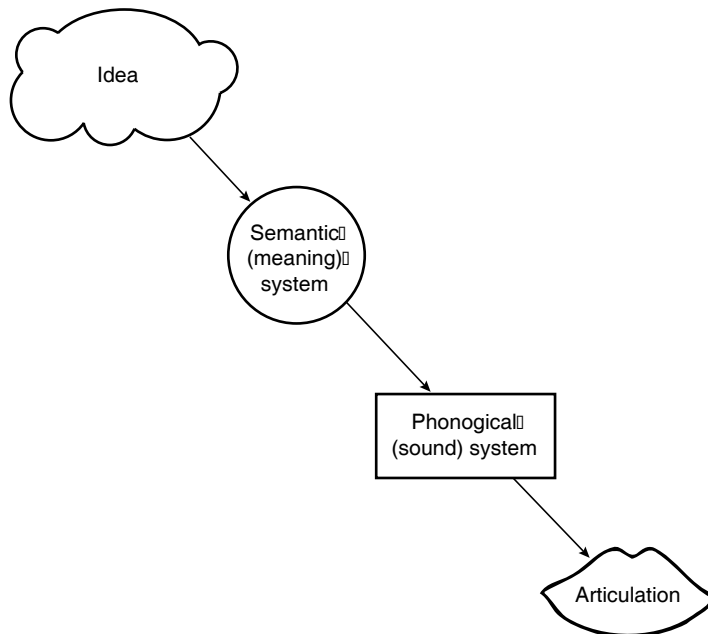 Idea
Semantic▯
(meaning)▯
system
Phonogical▯
(sound) system
Articulation